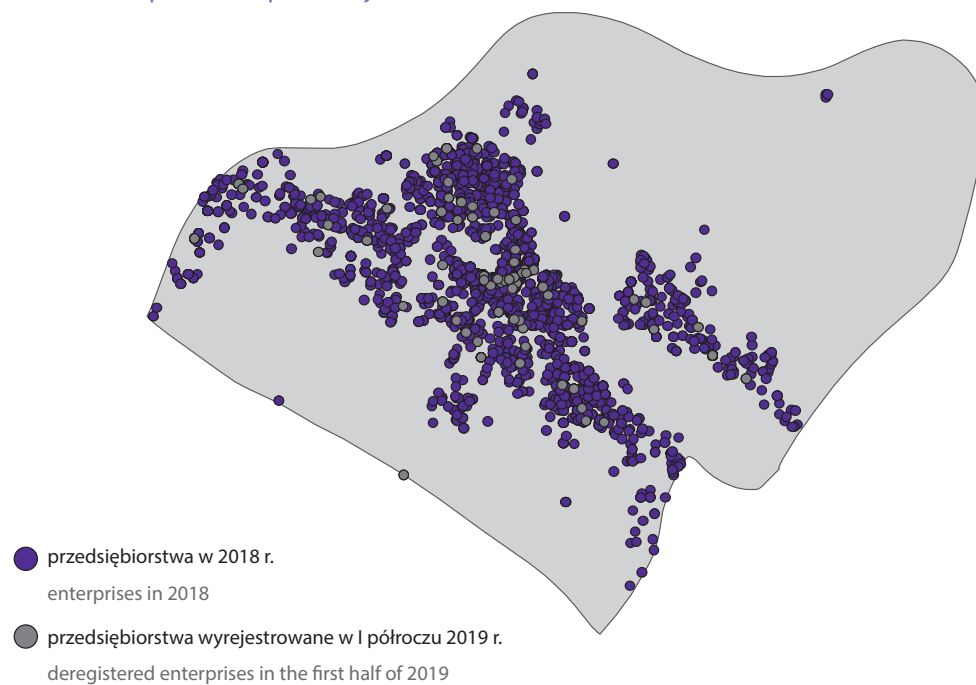 przedsiębiorstwa w 2018 r.
enterprises in 2018
przedsiębiorstwa wyrejestrowane w I półroczu 2019 r.
deregistered enterprises in the first half of 2019